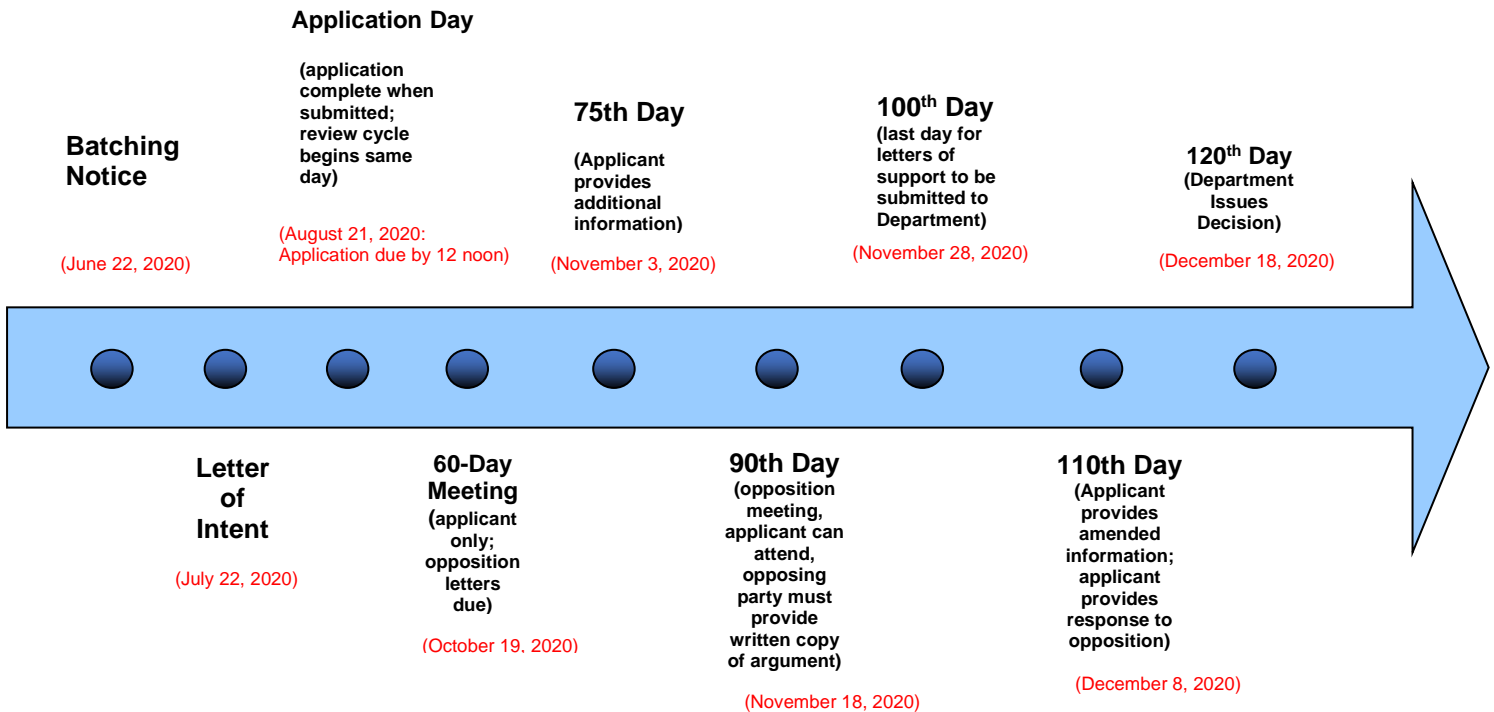 Batching
Notice
(June 22, 2020)
Application Day
(application
complete when
submitted;
review cycle
begins same
day)
(August 21, 2020:
Application due by 12 noon)
75th Day
(Applicant
provides
additional
information)
(November 3, 2020)
100th Day
(last day for
letters of
support to be
submitted to
Department)
(November 28, 2020)
120th Day
(Department
Issues
Decision)
(December 18, 2020)
Letter
of
Intent
(July 22, 2020)
60-Day
Meeting
(applicant
only;
opposition
letters
due)
(October 19, 2020)
90th Day
(opposition
meeting,
applicant can
attend,
opposing
party must
provide
written copy
of argument)
(November 18, 2020)
110th Day
(Applicant
provides
amended
information;
applicant
provides
response to
opposition)
(December 8, 2020)